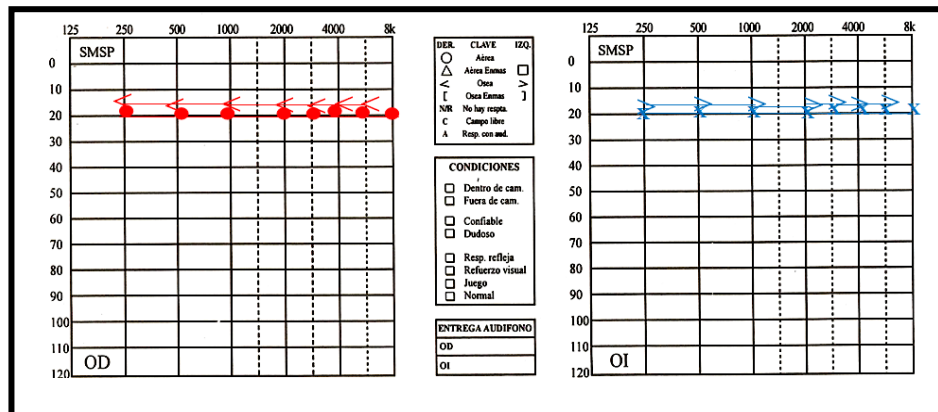 125 250 500 1000 2000 4000 8k
SMSP
0
10
20
30
40
50
60
70
80
90
100
110
120
OD
DER. CLAVE IZQ.
Aérea
Aérea Enmas
< Osea >
[ Osea Enmas ]
N/R No hay respta.
C Campo libre
A Resp. con aud.
CONDICIONES
Dentro de cam.
Fuera de cam.
Confiable
Dudoso
Resp. refleja
Refuerzo visual
Juego
Normal
ENTREGA AUDIFONO
OD
OI
125 250 500 1000 2000 4000 8k
SMSP
0
10
20
30
40
50
60
70
80
90
100
110
120
OI